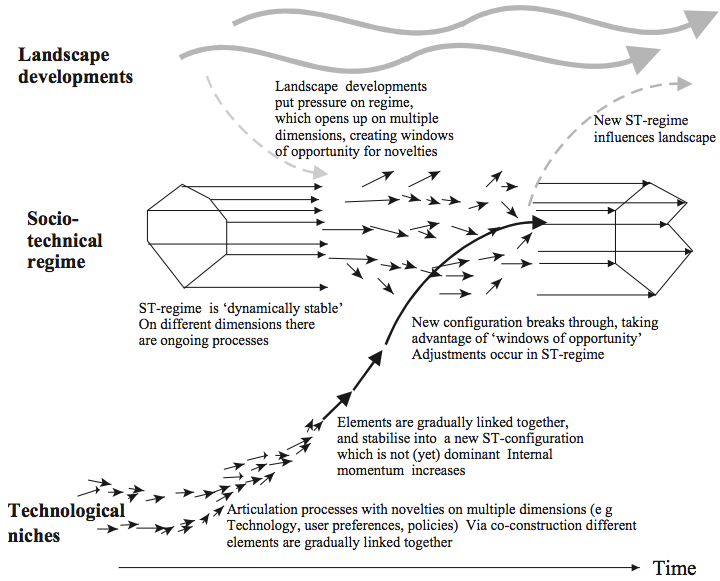 Landscape
developments
Landscape developments
put pressure on regime,
which opens up on multiple
dimensions, creating windows
of opportunity for novelties
New ST-regime
influences landscape
Socio-
technical
regime
ST-regime is ‘dynamically stable’
On different dimensions there
are ongoing processes
New configuration breaks through, taking
advantage of ‘windows of opportunity’
Adjustments occur in ST-regime
Elements are gradually linked together,
and stabilise into a new ST-configuration
which is not (yet) dominant Internal
momentum increases
Technological
niches
Articulation processes with novelties on multiple dimensions (e g
Technology, user preferences, policies) Via co-construction different
elements are gradually linked together
Time